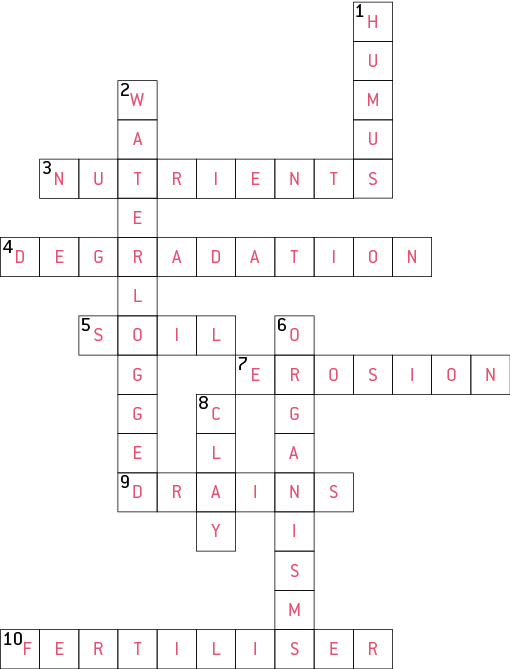 1 H
U
2 W M
A U
3 N U T R I E N T S
E
4 D E G R A D A T I O N
L
5 S O I L 6 O
G 7 E R O S I O N
G 8 C G
E L A
9 D R A I N S
Y I
S
M
10 F E R T I L I S E R